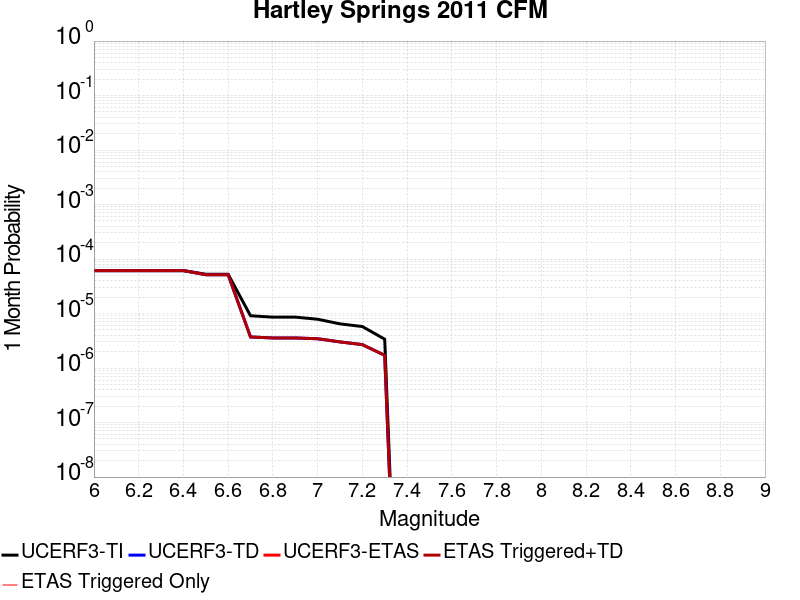 Hartley Springs 2011 CFM
10^0
10^-1
10^-2
10^-3
10^-4
10^-5
10^-6
10^-7
10^-8
1 Month Probability
6 6.2 6.4 6.6 6.8 7 7.2 7.4 7.6 7.8 8 8.2 8.4 8.6 8.8 9
Magnitude
UCERF3-TI UCERF3-TD UCERF3-ETAS ETAS Triggered+TD
ETAS Triggered Only